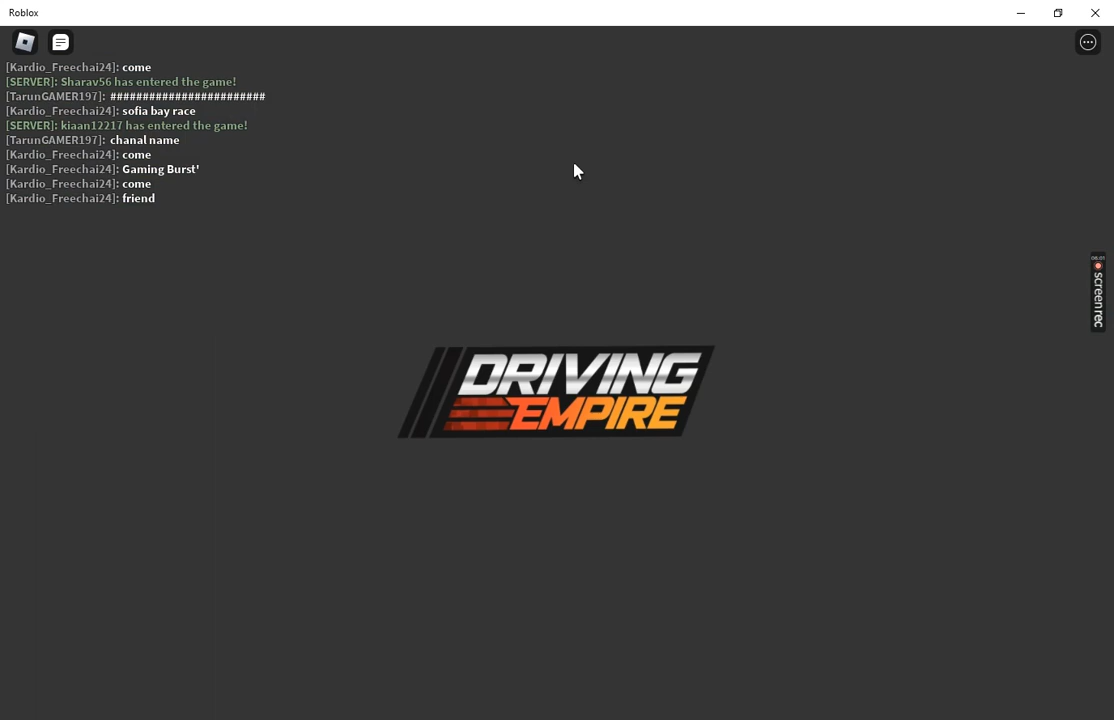 Roblox
[Kardio_Freechai24]: come
[SERVER]: Sharav56 has entered the game!
[TarunGAMER197]: ########################
[Kardio_Freechai24]: sofia bay race
[SERVER]: kiaan12217 has entered the game!
[TarunGAMER197]: chanal name
[Kardio_Freechai24]: come
[Kardio_Freechai24]: Gaming Burst'
[Kardio_Freechai24]: come
[Kardio_Freechai24]: friend
screenrec
DRIVING
EMPIRE